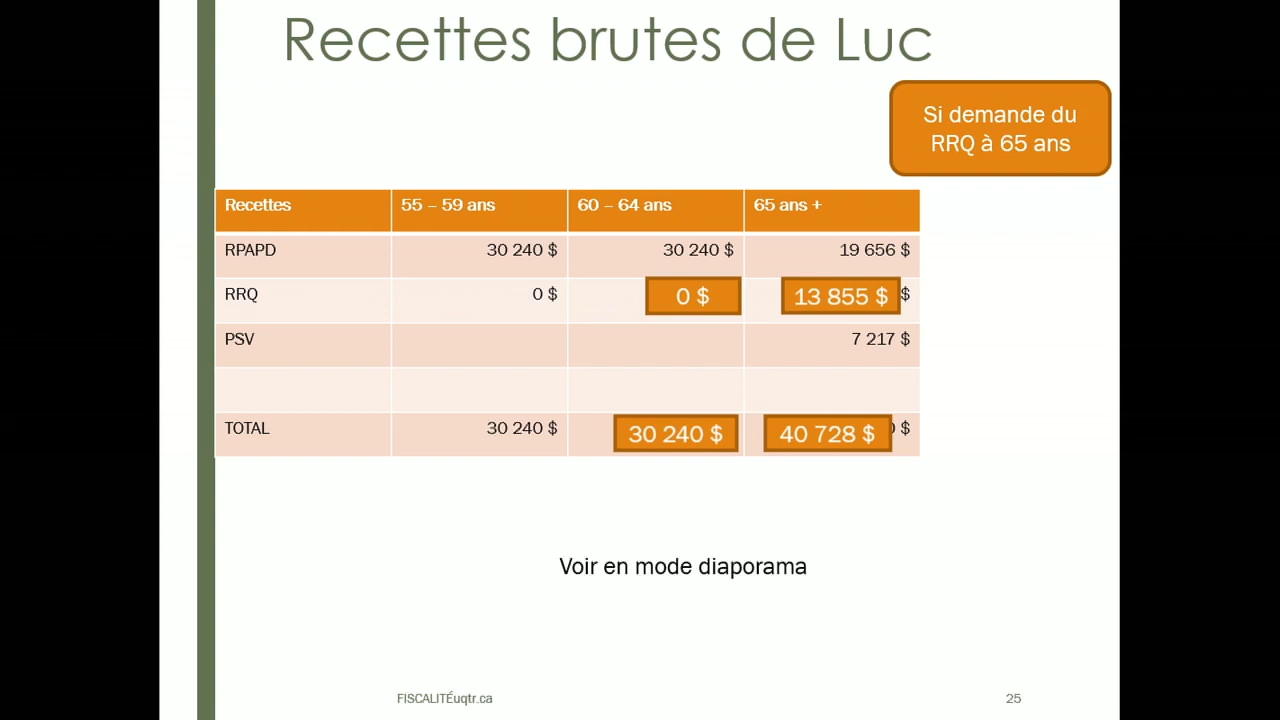 Recettes brutes de Luc
Si demande du
RRQ à 65 ans
Recettes 55 – 59 ans 60 – 64 ans 65 ans +
RPAPD 30 240 $ 30 240 $ 19 656 $
RRQ 0 $ 0 $ 13 855 $ $
PSV 7 217 $
TOTAL 30 240 $ 30 240 $ 40 728 $ $
Voir en mode diaporama
FISCALITÉuqtr.ca 25